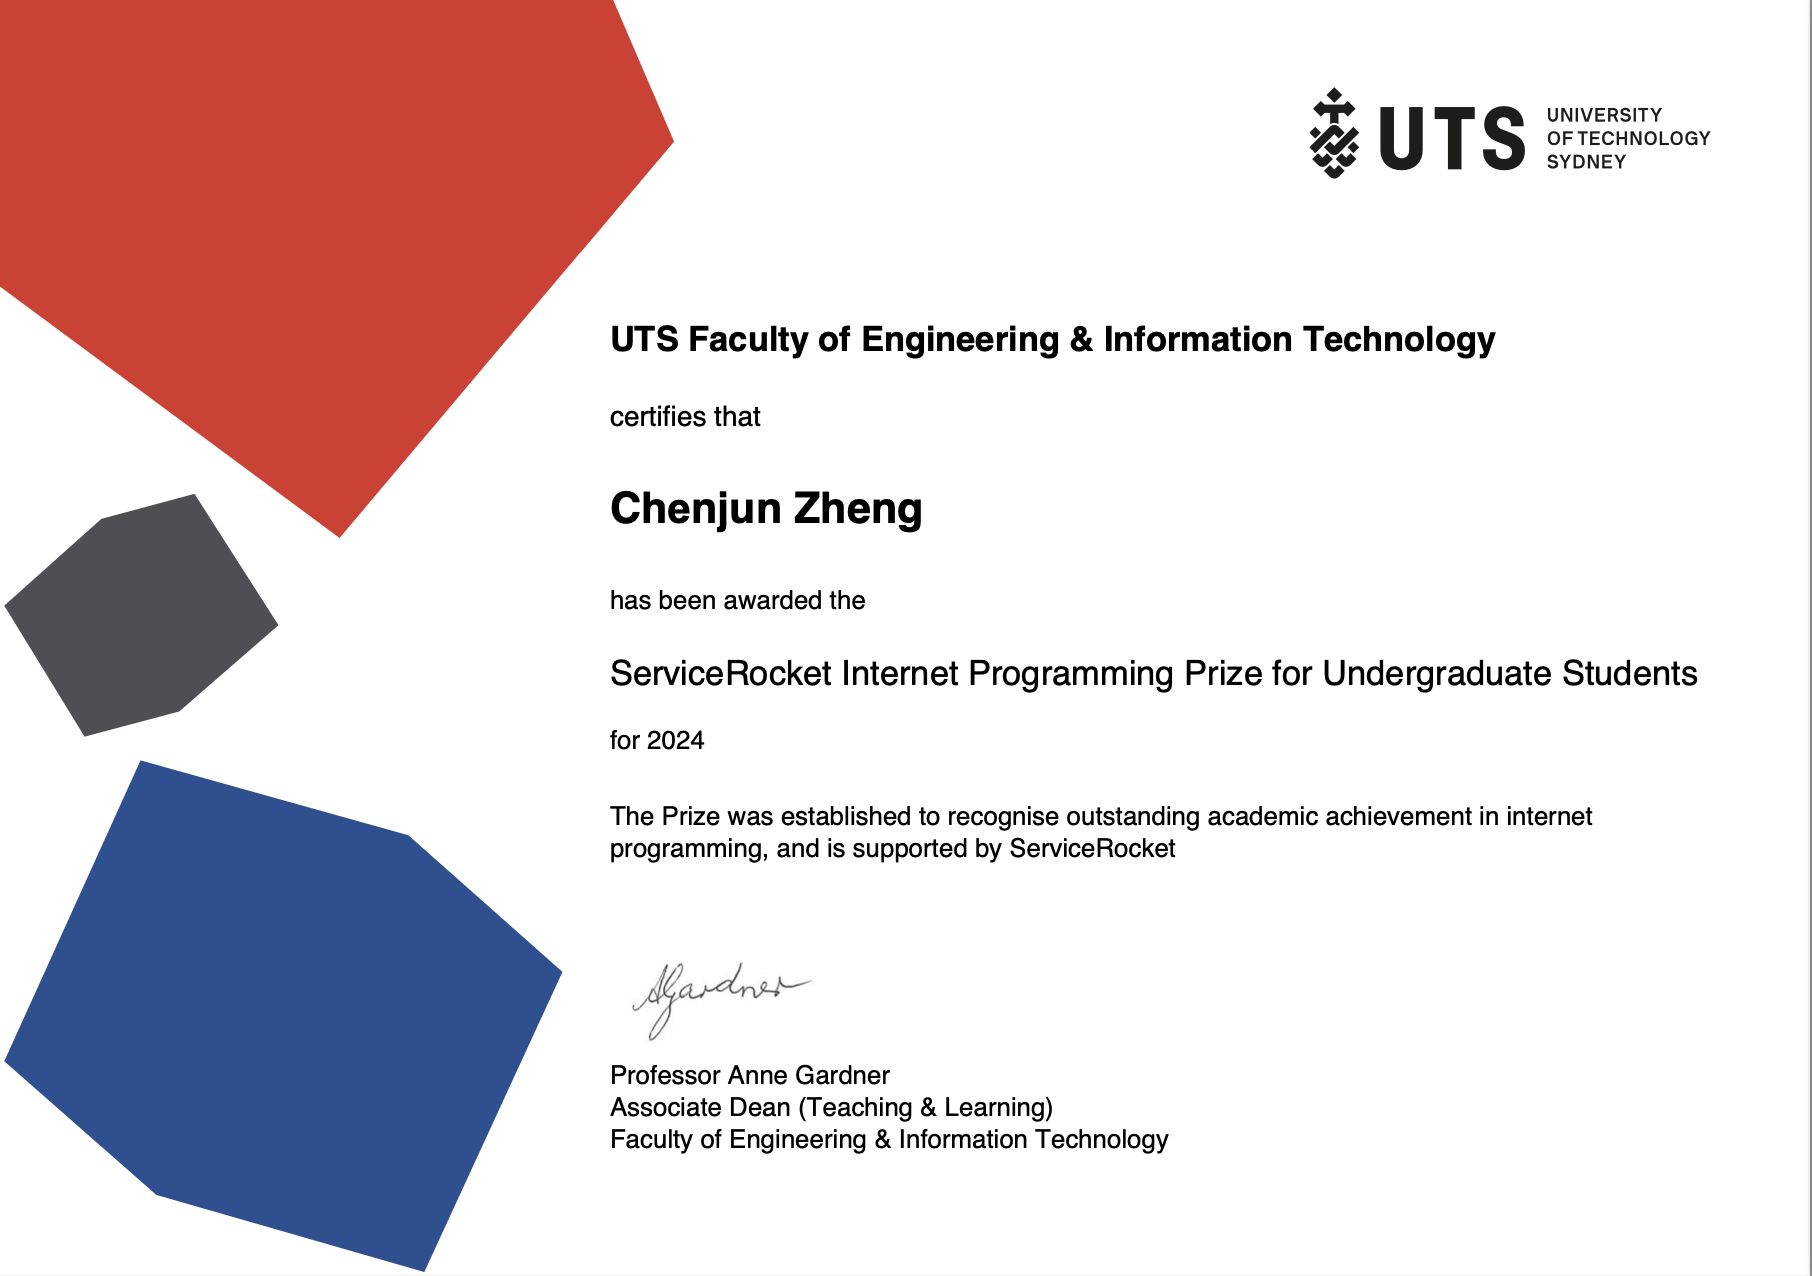 UTS
UNIVERSITY
OF TECHNOLOGY
SYDNEY
UTS Faculty of Engineering & Information Technology
certifies that
Chenjun Zheng
has been awarded the
ServiceRocket Internet Programming Prize for Undergraduate Students
for 2024
The Prize was established to recognise outstanding academic achievement in internet
programming, and is supported by ServiceRocket
AGardner
Professor Anne Gardner
Associate Dean (Teaching & Learning)
Faculty of Engineering & Information Technology